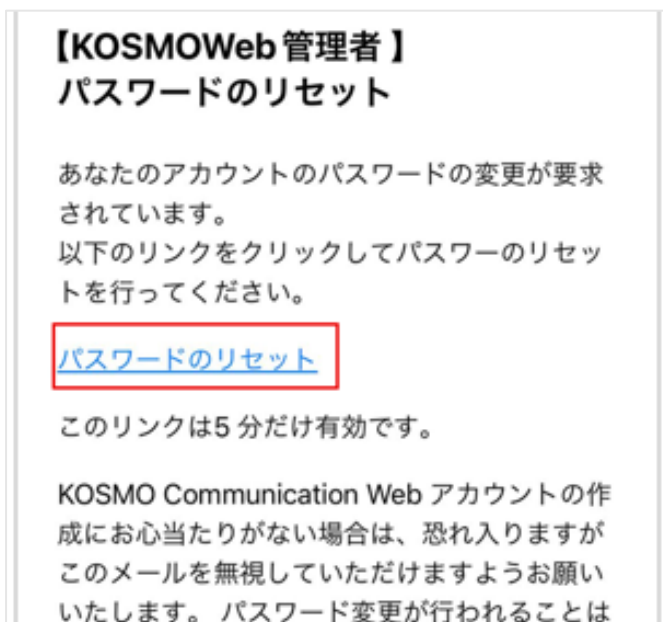 【KOSMOWeb管理者】
パスワードのリセット
あなたのアカウントのパスワードの変更が要求
されています。
以下のリンクをクリックしてパスワーのリセッ
トを行ってください。
パスワードのリセット
このリンクは5 分だけ有効です。
KOSMO Communication Web アカウントの作
成にお心当たりがない場合は、恐れ入りますが
このメールを無視していただけますようお願い
いたします。 パスワード変更が行われることは